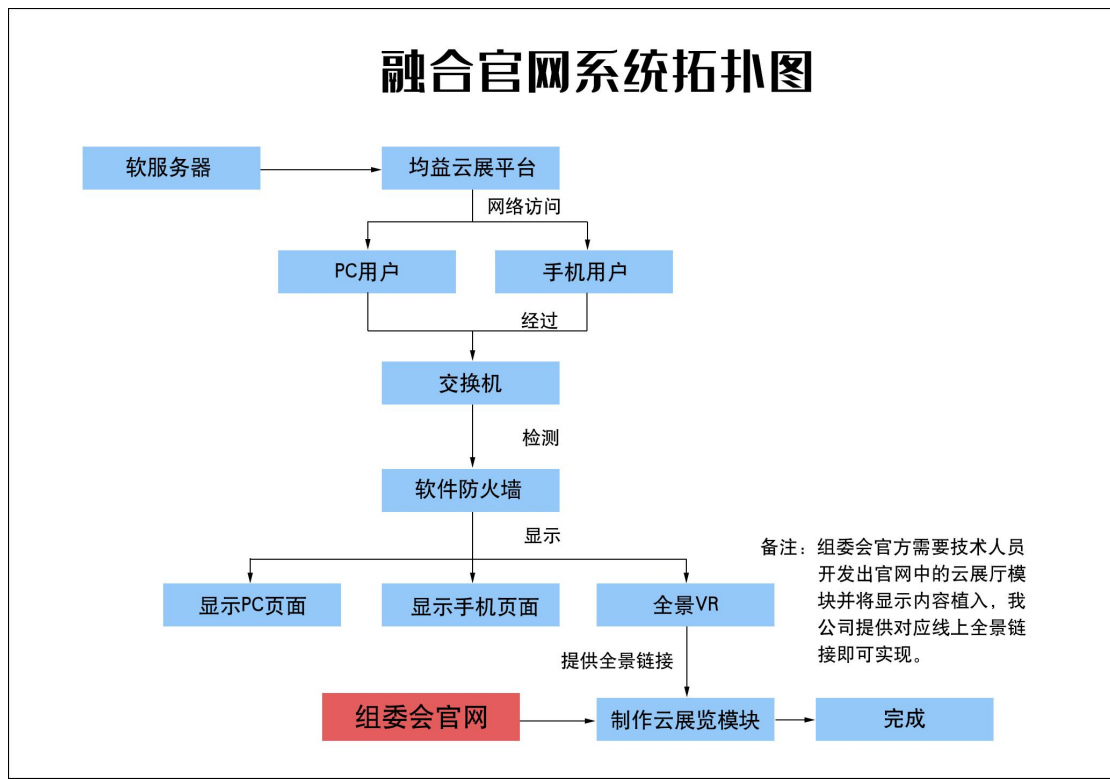 融合官网系统拓扑图
软服务器
均益云展平台
网络访问
PC用户
手机用户
经过
交换机
检测
软件防火墙
显示
显示PC页面
显示手机页面
全景VR
备注：组委会官方需要技术人员
开发出官网中的云展厅模
块并将显示内容植入，我
公司提供对应线上全景链
接即可实现。
提供全景链接
组委会官网
制作云展览模块
完成